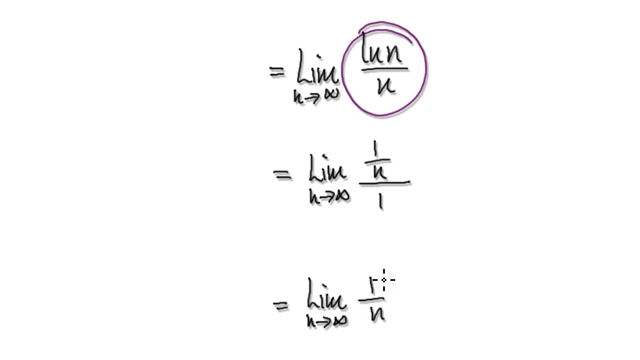 = Lim n→∞ ln n / n
= Lim n→∞ 1/n / 1
= Lim n→∞ 1/n